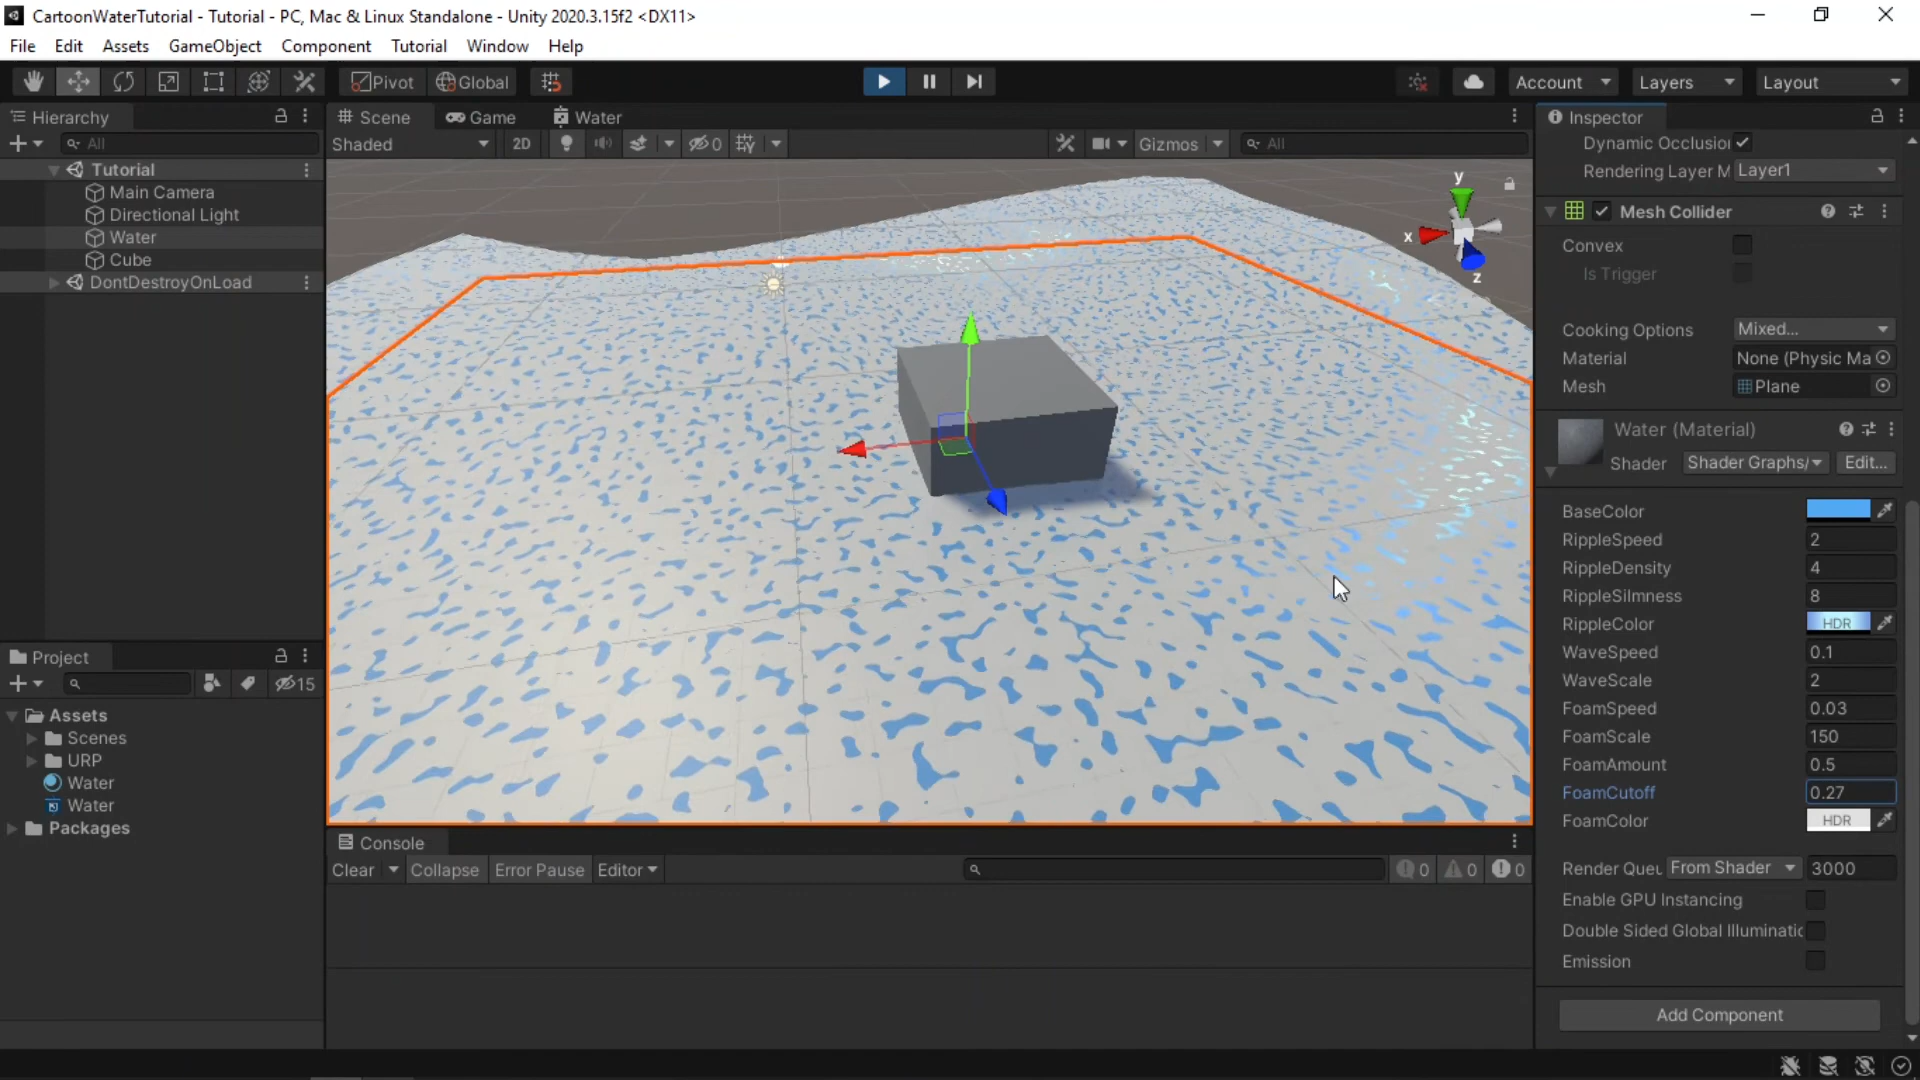 CartoonWaterTutorial - Tutorial - PC, Mac & Linux Standalone - Unity 2020.3.15f2 <DX11>
File Edit Assets GameObject Component Tutorial Window Help
Pivot Global Account Layers Layout
Hierarchy
All
Tutorial
Main Camera
Directional Light
Water
Cube
DontDestroyOnLoad
Scene Game Water
Shaded 2D 0 Gizmos All
y
x
z
Inspector
Dynamic Occlusion
Rendering Layer M Layer1
Mesh Collider
Convex
Is Trigger
Cooking Options Mixed...
Material None (Physic Ma
Mesh Plane
Water (Material)
Shader Shader Graphs/ Edit...
BaseColor
RippleSpeed 2
RippleDensity 4
RippleSilmness 8
RippleColor HDR
WaveSpeed 0.1
WaveScale 2
FoamSpeed 0.03
FoamScale 150
FoamAmount 0.5
FoamCutoff 0.27
FoamColor HDR
Render Queu From Shader 3000
Enable GPU Instancing
Double Sided Global Illuminatic
Emission
Add Component
Project
15
Assets
Scenes
URP
Water
Water
Packages
Console
Clear Collapse Error Pause Editor 0 0 0